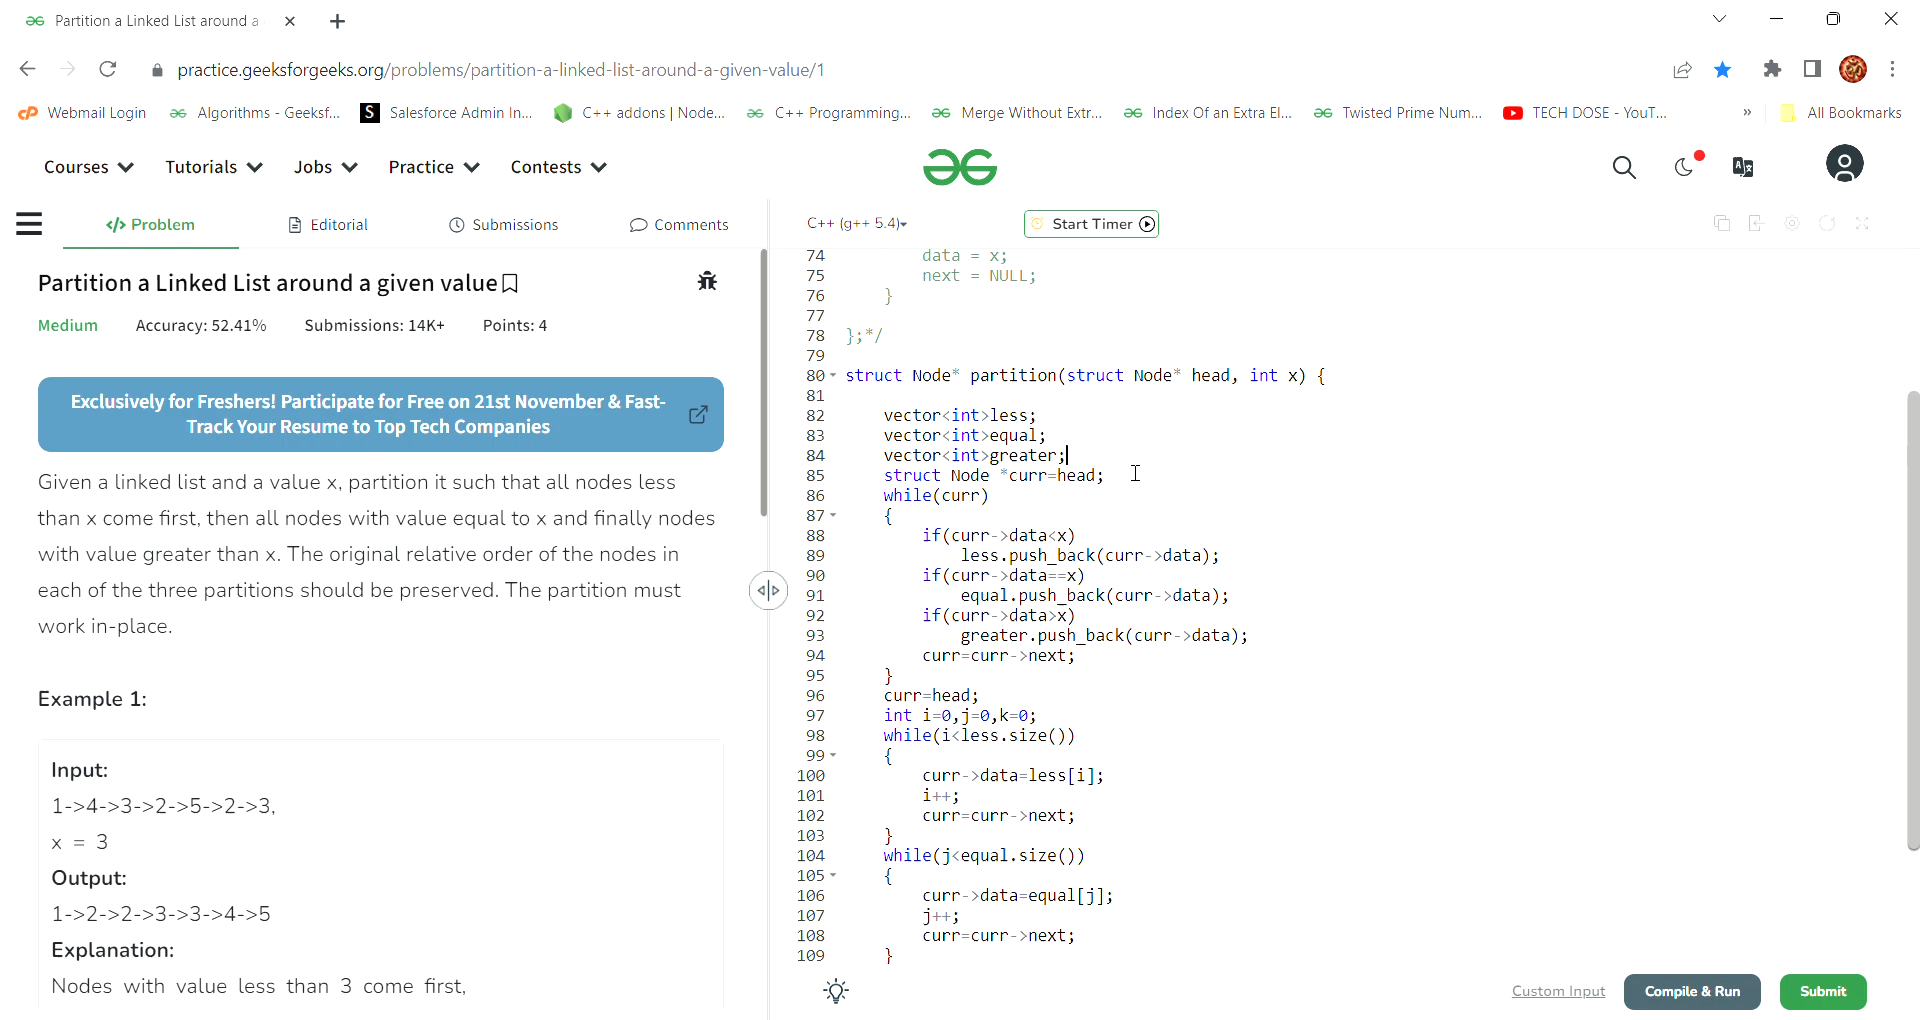 Partition a Linked List around a
practice.geeksforgeeks.org/problems/partition-a-linked-list-around-a-given-value/1
Webmail Login
Algorithms - Geeksf...
Salesforce Admin In...
C++ addons | Node...
C++ Programming,...
Merge Without Extr...
Index Of an Extra El...
Twisted Prime Num...
TECH DOSE - YouT...
»
All Bookmarks
Courses
Tutorials
Jobs
Practice
Contests
</> Problem
Editorial
Submissions
Comments
C++ (g++ 5.4)
Start Timer
Partition a Linked List around a given value
Medium Accuracy: 52.41% Submissions: 14K+ Points: 4
Exclusively for Freshers! Participate for Free on 21st November & Fast-
Track Your Resume to Top Tech Companies
Given a linked list and a value x, partition it such that all nodes less
than x come first, then all nodes with value equal to x and finally nodes
with value greater than x. The original relative order of the nodes in
each of the three partitions should be preserved. The partition must
work in-place.
Example 1:
Input:
1->4->3->2->5->2->3,
x = 3
Output:
1->2->2->3->3->4->5
Explanation:
Nodes with value less than 3 come first,
74 data = x;
75 next = NULL;
76 }
77
78 };*/
79
80 struct Node* partition(struct Node* head, int x) {
81
82 vector<int>less;
83 vector<int>equal;
84 vector<int>greater;
85 struct Node *curr=head;
86 while(curr)
87 {
88 if(curr->data<x)
89 less.push_back(curr->data);
90 if(curr->data==x)
91 equal.push_back(curr->data);
92 if(curr->data>x)
93 greater.push_back(curr->data);
94 curr=curr->next;
95 }
96 curr=head;
97 int i=0,j=0,k=0;
98 while(i<less.size())
99 {
100 curr->data=less[i];
101 i++;
102 curr=curr->next;
103 }
104 while(j<equal.size())
105 {
106 curr->data=equal[j];
107 j++;
108 curr=curr->next;
109 }
Custom Input
Compile & Run
Submit